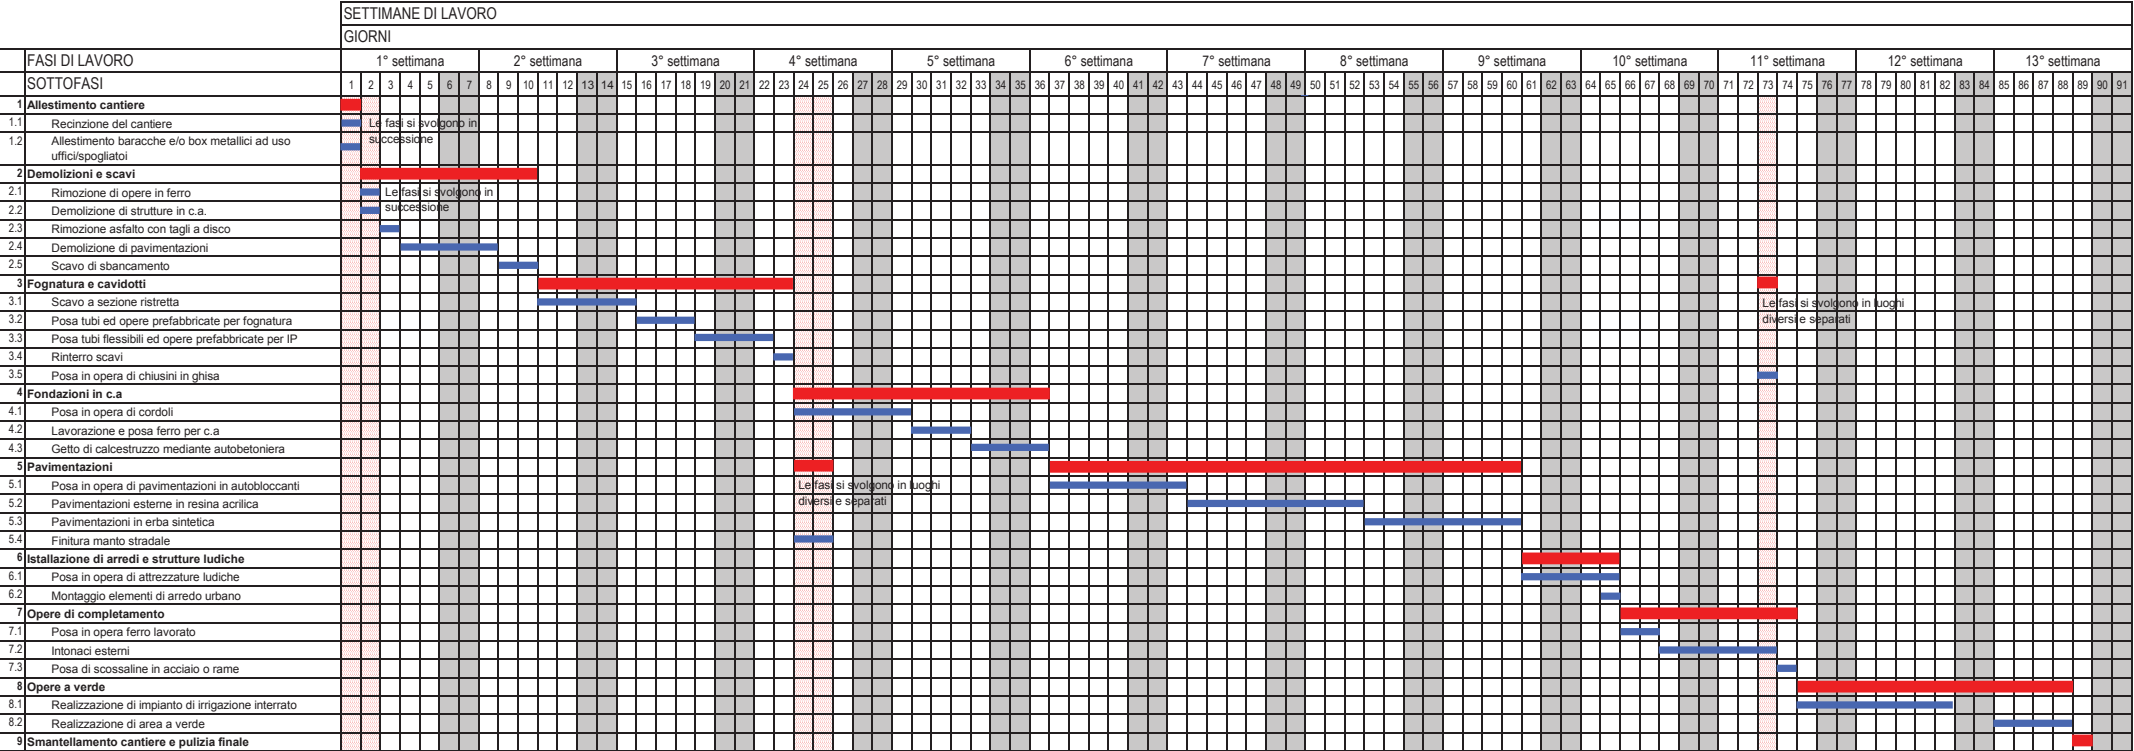 SETTIMANE DI LAVORO
GIORNI
FASI DI LAVORO 1° settimana 2° settimana 3° settimana 4° settimana 5° settimana 6° settimana 7° settimana 8° settimana 9° settimana 10° settimana 11° settimana 12° settimana 13° settimana
SOTTOFASI 1 2 3 4 5 6 7 8 9 10 11 12 13 14 15 16 17 18 19 20 21 22 23 24 25 26 27 28 29 30 31 32 33 34 35 36 37 38 39 40 41 42 43 44 45 46 47 48 49 50 51 52 53 54 55 56 57 58 59 60 61 62 63 64 65 66 67 68 69 70 71 72 73 74 75 76 77 78 79 80 81 82 83 84 85 86 87 88 89 90 91
1 Allestimento cantiere
1.1 Recinzione del cantiere
Le fasi si svolgono in
successione
1.2 Allestimento baracche e/o box metallici ad uso
uffici/spogliatoi
2 Demolizioni e scavi
2.1 Rimozione di opere in ferro
Le fasi si svolgono in
successione
2.2 Demolizione di strutture in c.a.
2.3 Rimozione asfalto con tagli a disco
2.4 Demolizione di pavimentazioni
2.5 Scavo di sbancamento
3 Fognatura e cavidotti
3.1 Scavo a sezione ristretta
Le fasi si svolgono in luoghi
diversi e separati
3.2 Posa tubi ed opere prefabbricate per fognatura
3.3 Posa tubi flessibili ed opere prefabbricate per IP
3.4 Rinterro scavi
3.5 Posa in opera di chiusini in ghisa
4 Fondazioni in c.a
4.1 Posa in opera di cordoli
4.2 Lavorazione e posa ferro per c.a
4.3 Getto di calcestruzzo mediante autobetoniera
5 Pavimentazioni
5.1 Posa in opera di pavimentazioni in autobloccanti
Le fasi si svolgono in luoghi
diversi e separati
5.2 Pavimentazioni esterne in resina acrilica
5.3 Pavimentazioni in erba sintetica
5.4 Finitura manto stradale
6 Istallazione di arredi e strutture ludiche
6.1 Posa in opera di attrezzature ludiche
6.2 Montaggio elementi di arredo urbano
7 Opere di completamento
7.1 Posa in opera ferro lavorato
7.2 Intonaci esterni
7.3 Posa di scossaline in acciaio o rame
8 Opere a verde
8.1 Realizzazione di impianto di irrigazione interrato
8.2 Realizzazione di area a verde
9 Smantellamento cantiere e pulizia finale